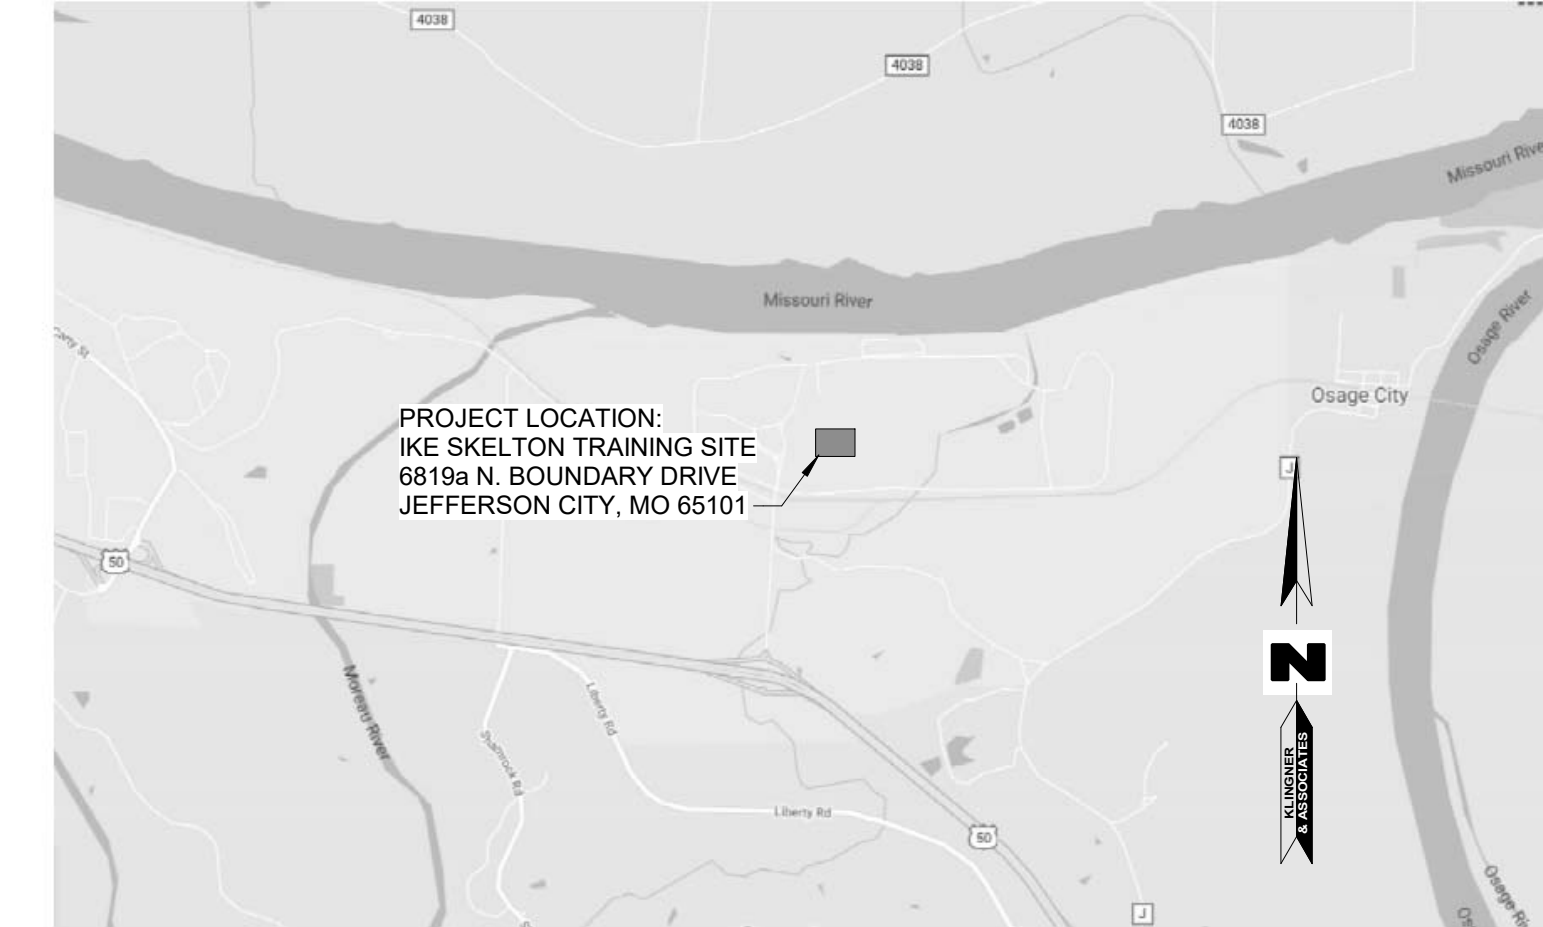 4038
4038
4038
Missouri River
Missouri River
Osage River
Osage City
PROJECT LOCATION:
IKE SKELTON TRAINING SITE
6819a N. BOUNDARY DRIVE
JEFFERSON CITY, MO 65101
J
50
N
KLINGNER
& ASSOCIATES
Moreau River
Liberty Rd
Shamrock Rd
Liberty Rd
50
J